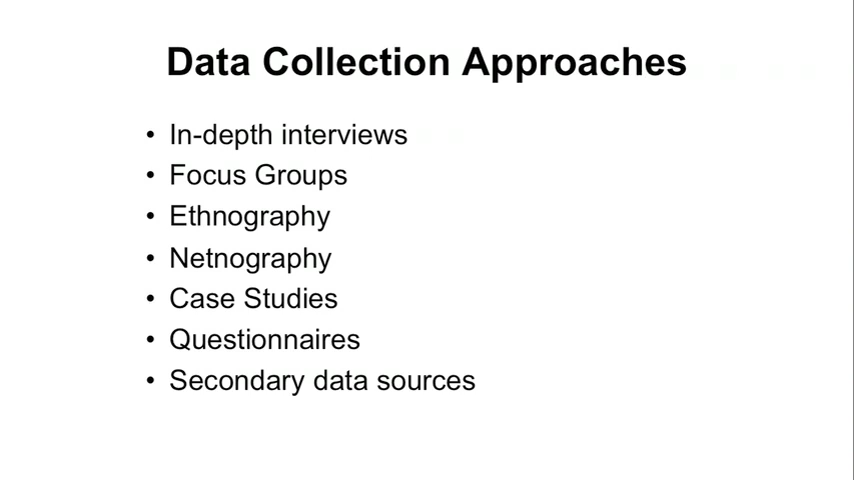 Data Collection Approaches
• In-depth interviews
• Focus Groups
• Ethnography
• Netnography
• Case Studies
• Questionnaires
• Secondary data sources